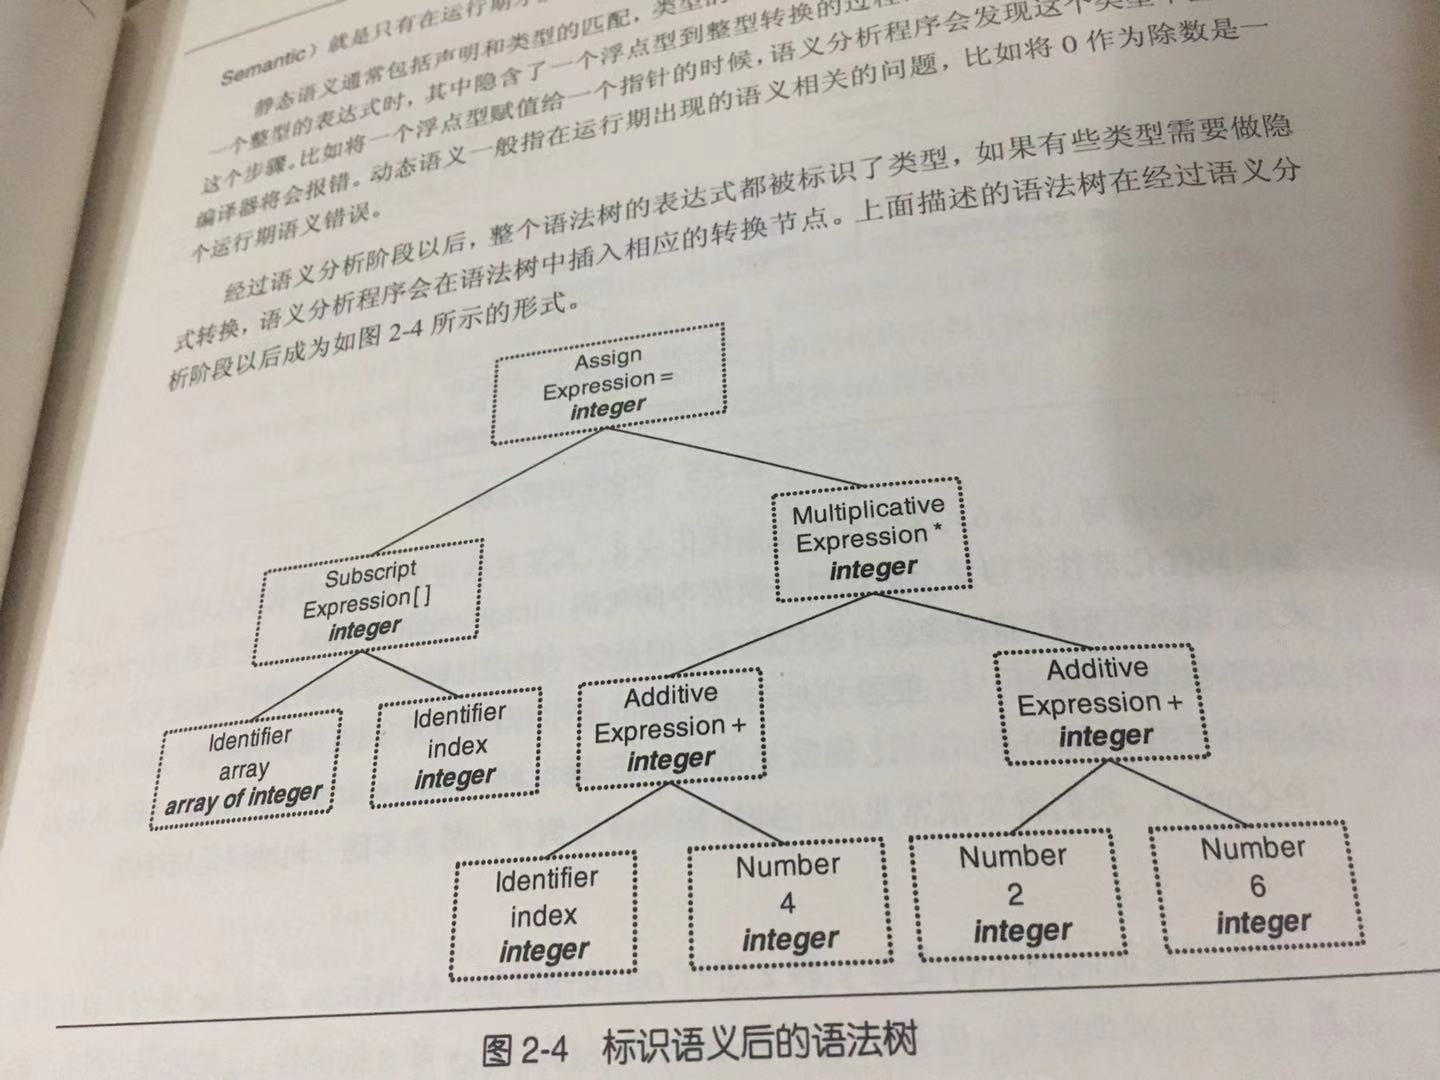 Semantic）就是只有在运行期
静态语义通常包括声明和类型的匹配，类型的
一个整型的表达式时，其中隐含了一个浮点型到整型转换的过程
这个步骤。比如将一个浮点型赋值给一个指针的时候，语义分析程序会发现这个类型
编译器将会报错。动态语义一般指在运行期出现的语义相关的问题，比如将 0 作为除数是一
个运行期语义错误。
经过语义分析阶段以后，整个语法树的表达式都被标识了类型，如果有些类型需要做隐
式转换，语义分析程序会在语法树中插入相应的转换节点。上面描述的语法树在经过语义分
析阶段以后成为如图 2-4 所示的形式。
Assign
Expression =
integer
Multiplicative
Expression *
integer
Subscript
Expression[ ]
integer
Additive
Expression +
integer
Additive
Expression +
integer
Identifier
array
array of integer
Identifier
index
integer
Identifier
index
integer
Number
4
integer
Number
2
integer
Number
6
integer
图 2-4 标识语义后的语法树